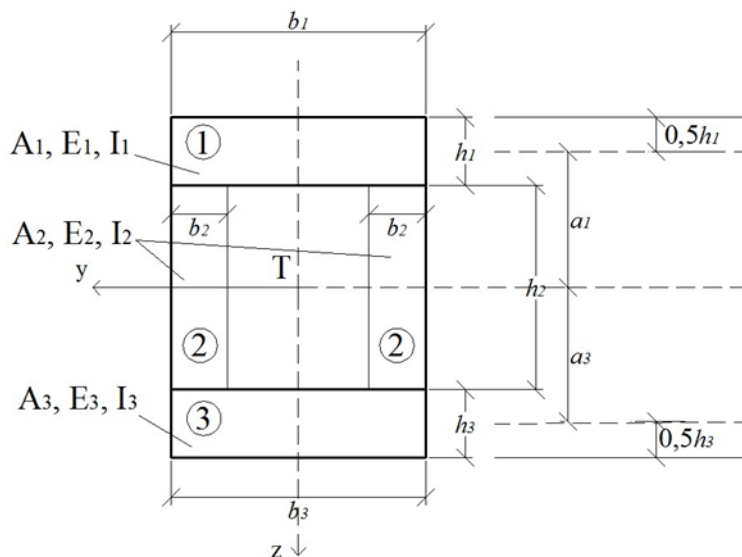 b1
0,5h1
A1, E1, I1
1
h1
a1
b2
b2
A2, E2, I2
T
y
h2
a3
2
2
A3, E3, I3
3
h3
0,5h3
b3
z